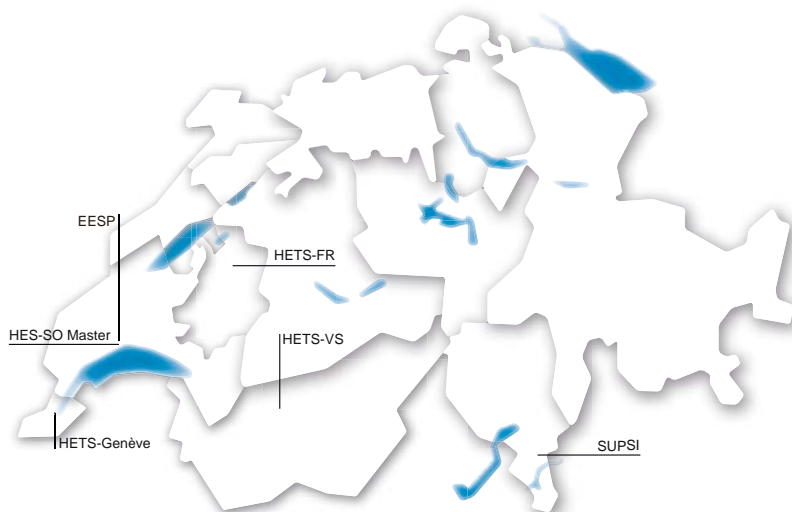 EESP
HETS-FR
HES-SO Master
HETS-VS
HETS-Genève
SUPSI